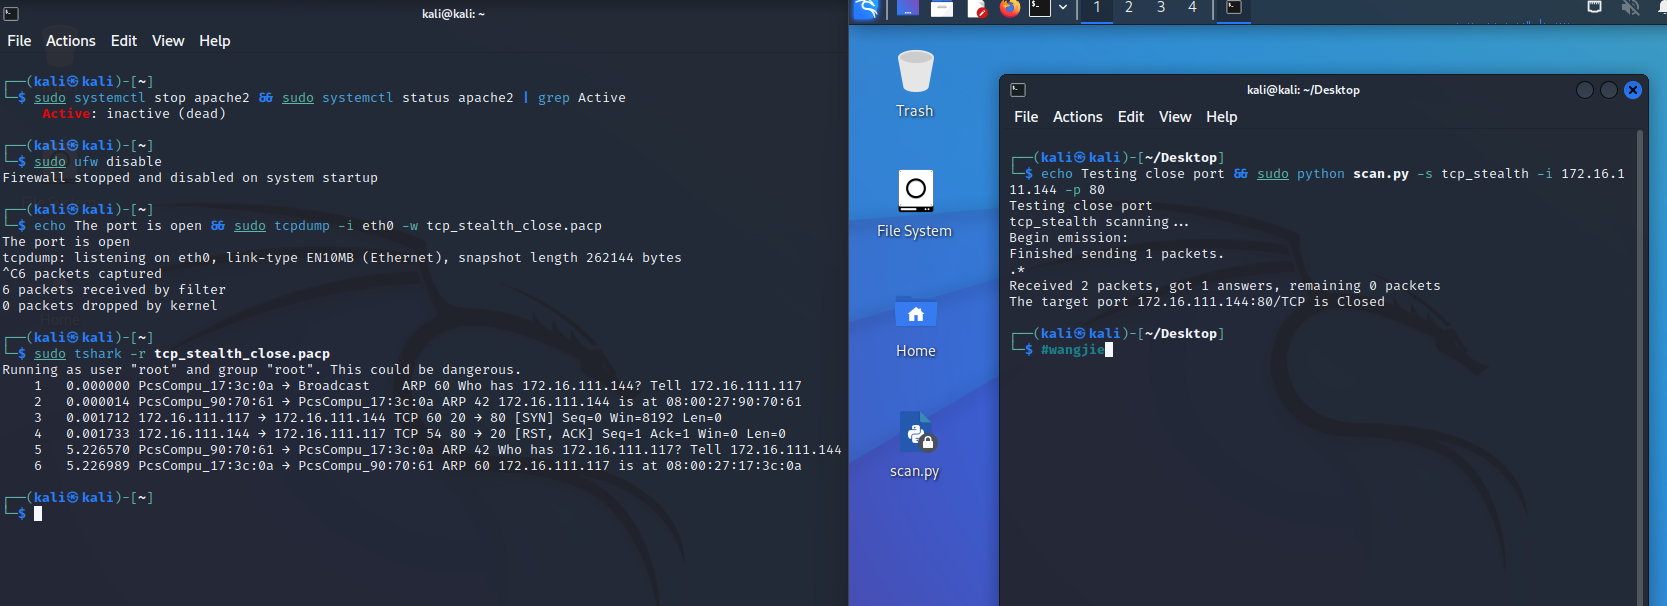 kali@kali: ~
File Actions Edit View Help
┌──(kali㉿kali)-[~]
└─$ sudo systemctl stop apache2 && sudo systemctl status apache2 | grep Active
Active: inactive (dead)
┌──(kali㉿kali)-[~]
└─$ sudo ufw disable
Firewall stopped and disabled on system startup
┌──(kali㉿kali)-[~]
└─$ echo The port is open && sudo tcpdump -i eth0 -w tcp_stealth_close.pacp
The port is open
tcpdump: listening on eth0, link-type EN10MB (Ethernet), snapshot length 262144 bytes
^C6 packets captured
6 packets received by filter
0 packets dropped by kernel
┌──(kali㉿kali)-[~]
└─$ sudo tshark -r tcp_stealth_close.pacp
Running as user "root" and group "root". This could be dangerous.
1 0.000000 PcsCompu_17:3c:0a → Broadcast ARP 60 Who has 172.16.111.144? Tell 172.16.111.117
2 0.000014 PcsCompu_90:70:61 → PcsCompu_17:3c:0a ARP 42 172.16.111.144 is at 08:00:27:90:70:61
3 0.001712 172.16.111.117 → 172.16.111.144 TCP 60 20 → 80 [SYN] Seq=0 Win=8192 Len=0
4 0.001733 172.16.111.144 → 172.16.111.117 TCP 54 80 → 20 [RST, ACK] Seq=1 Ack=1 Win=0 Len=0
5 5.226570 PcsCompu_90:70:61 → PcsCompu_17:3c:0a ARP 42 Who has 172.16.111.117? Tell 172.16.111.144
6 5.226989 PcsCompu_17:3c:0a → PcsCompu_90:70:61 ARP 60 172.16.111.117 is at 08:00:27:17:3c:0a
┌──(kali㉿kali)-[~]
└─$
1 2 3 4
Trash
File System
Home
scan.py
kali@kali: ~/Desktop
File Actions Edit View Help
┌──(kali㉿kali)-[~/Desktop]
└─$ echo Testing close port && sudo python scan.py -s tcp_stealth -i 172.16.1
11.144 -p 80
Testing close port
tcp_stealth scanning...
Begin emission:
Finished sending 1 packets.
.*
Received 2 packets, got 1 answers, remaining 0 packets
The target port 172.16.111.144:80/TCP is Closed
┌──(kali㉿kali)-[~/Desktop]
└─$ #wangjie